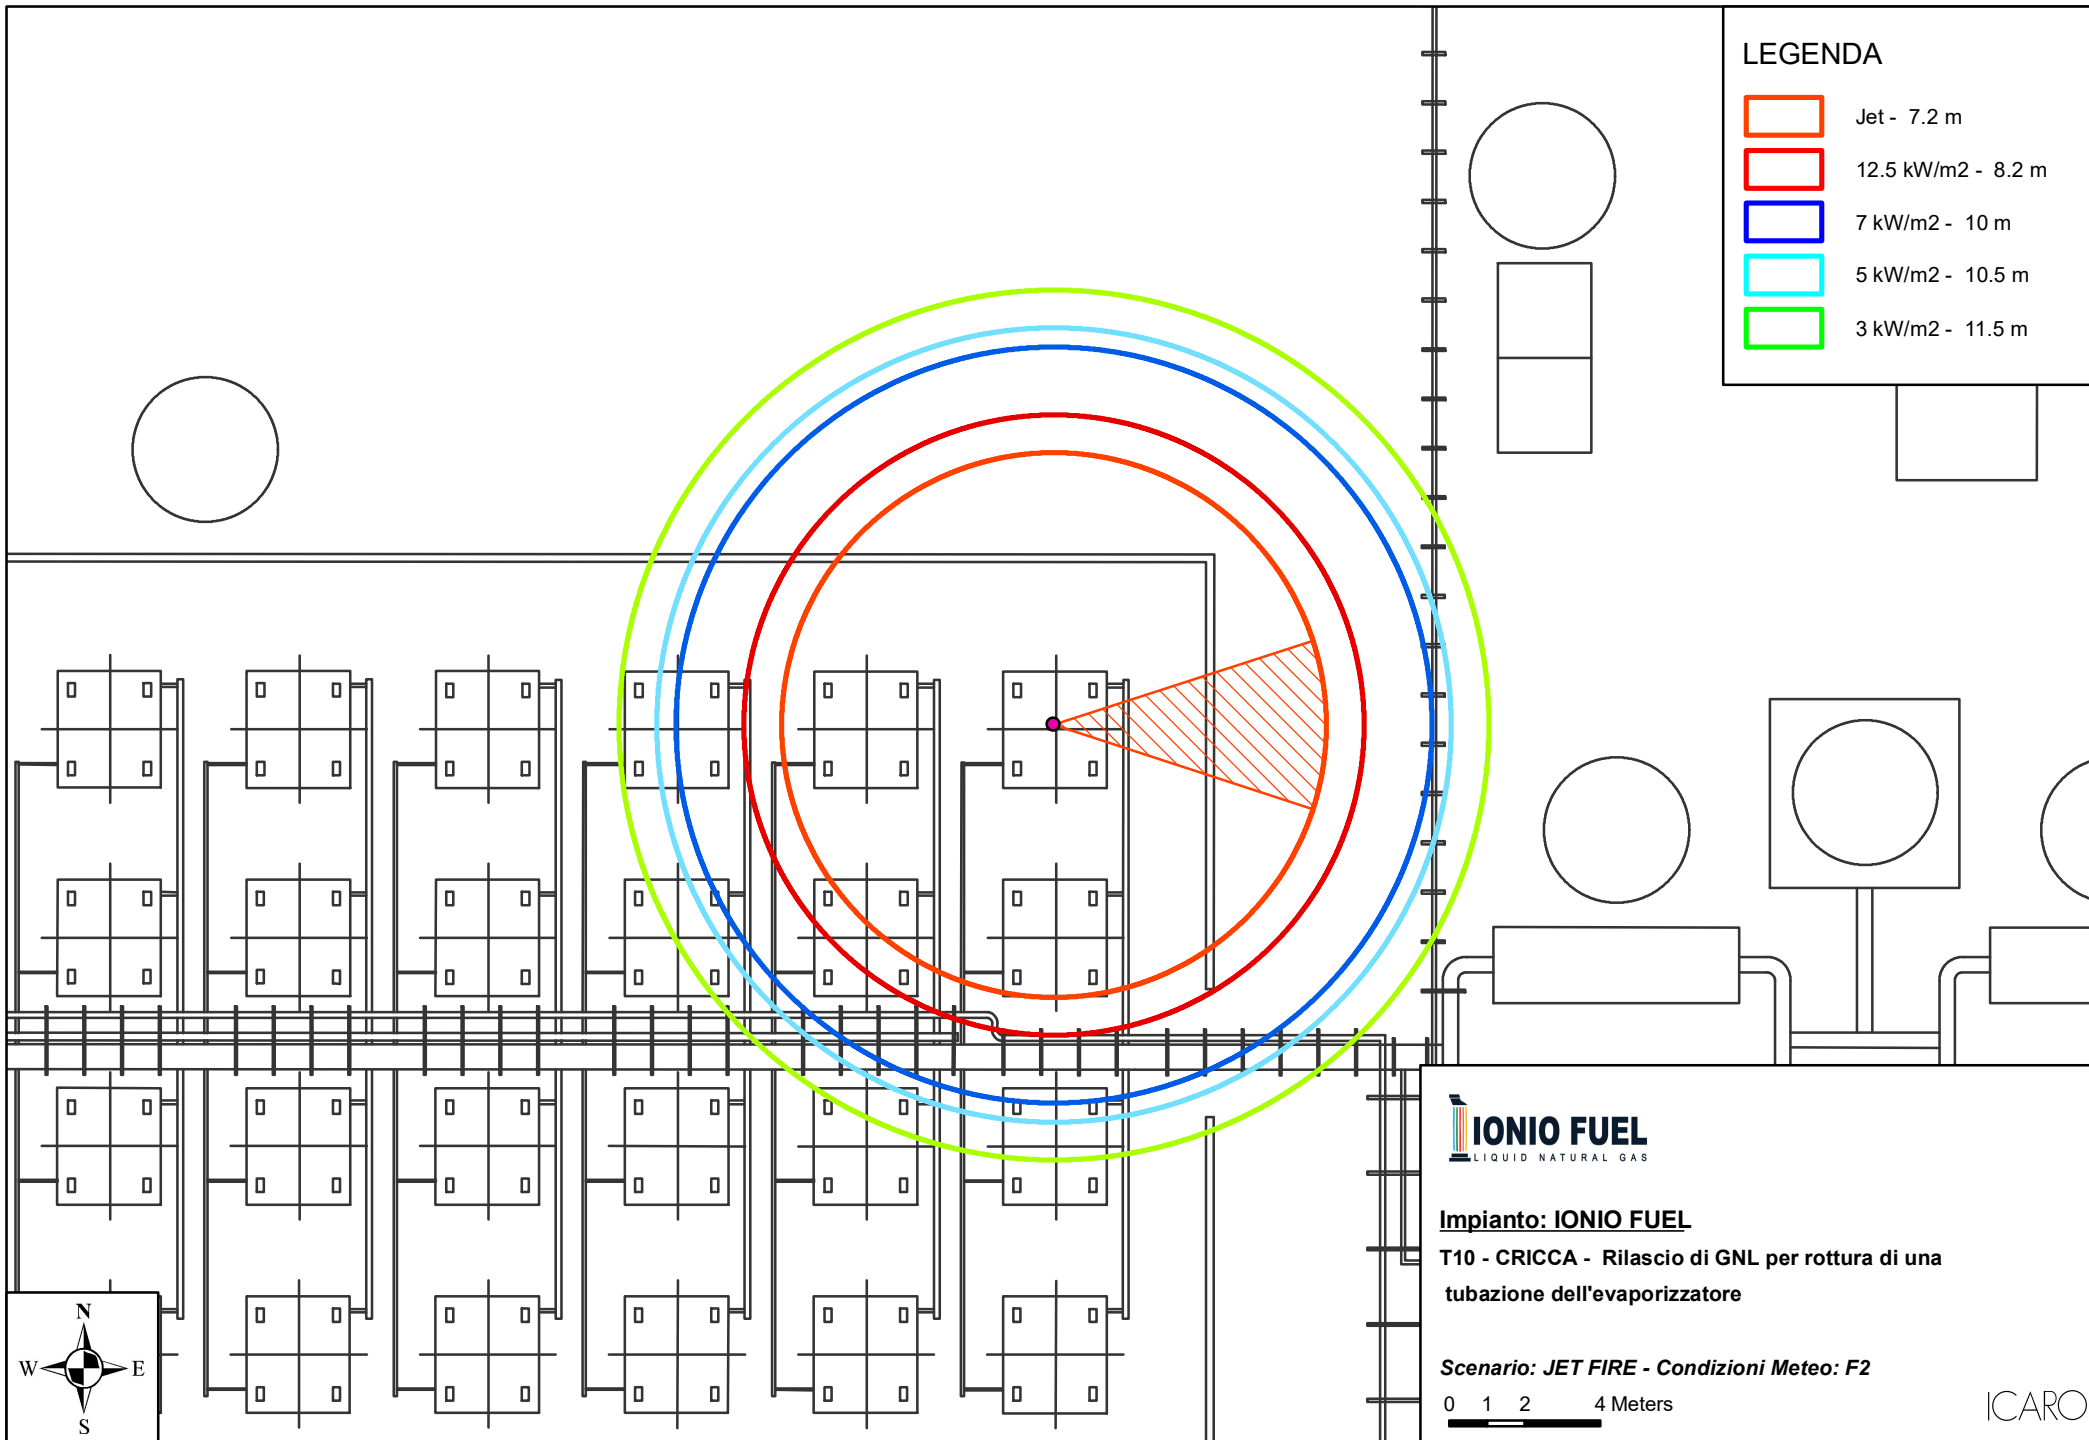 LEGENDA
Jet - 7.2 m
12.5 kW/m2 - 8.2 m
7 kW/m2 - 10 m
5 kW/m2 - 10.5 m
3 kW/m2 - 11.5 m
IONIO FUEL
LIQUID NATURAL GAS
Impianto: IONIO FUEL
T10 - CRICCA - Rilascio di GNL per rottura di una
tubazione dell'evaporizzatore
Scenario: JET FIRE - Condizioni Meteo: F2
0 1 2 4 Meters
ICARO
N
W E
S